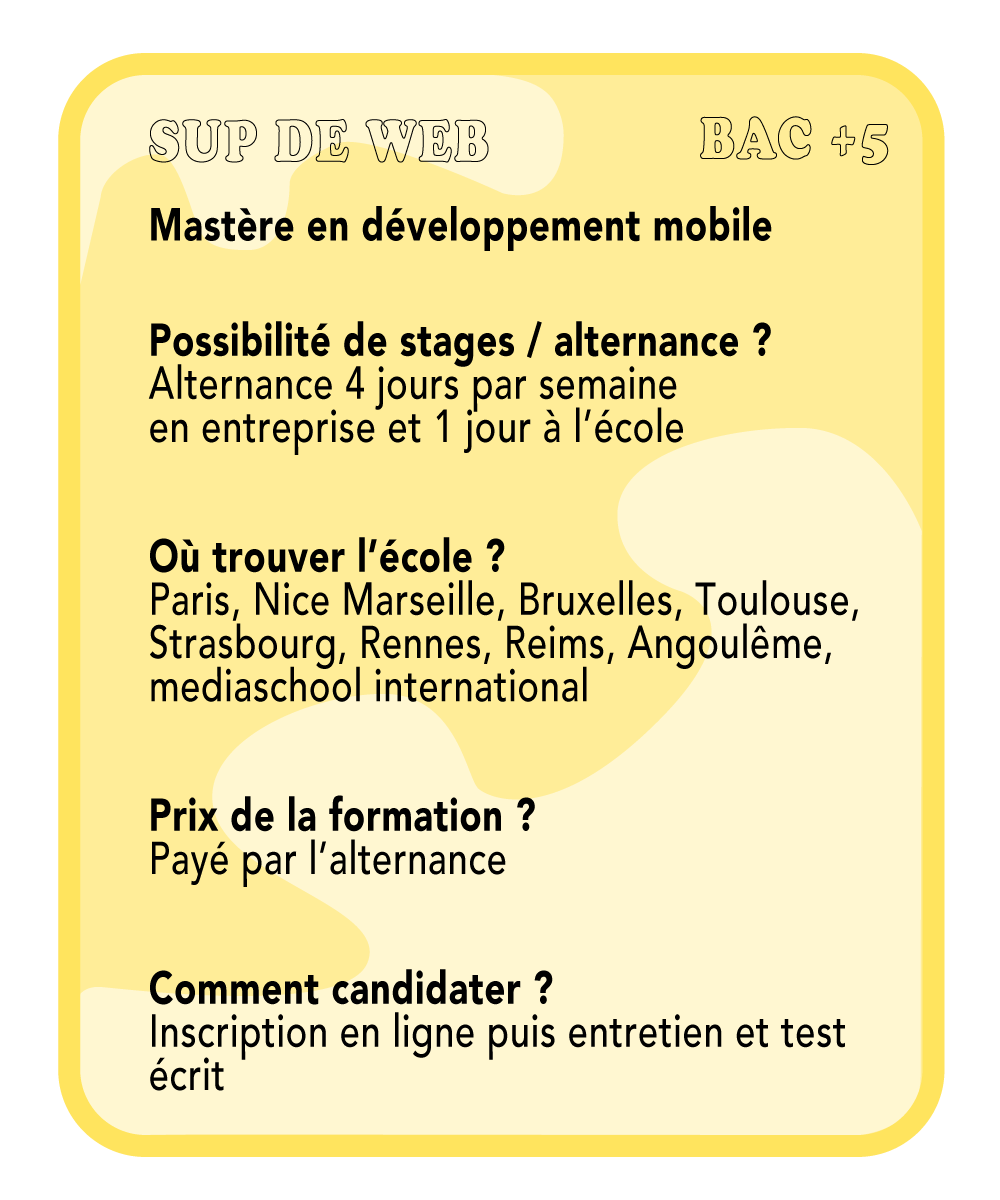 SUP DE WEB BAC +5
Mastère en développement mobile
Possibilité de stages / alternance ?
Alternance 4 jours par semaine
en entreprise et 1 jour à l’école
Où trouver l’école ?
Paris, Nice Marseille, Bruxelles, Toulouse,
Strasbourg, Rennes, Reims, Angoulême,
mediaschool international
Prix de la formation ?
Payé par l’alternance
Comment candidater ?
Inscription en ligne puis entretien et test
écrit